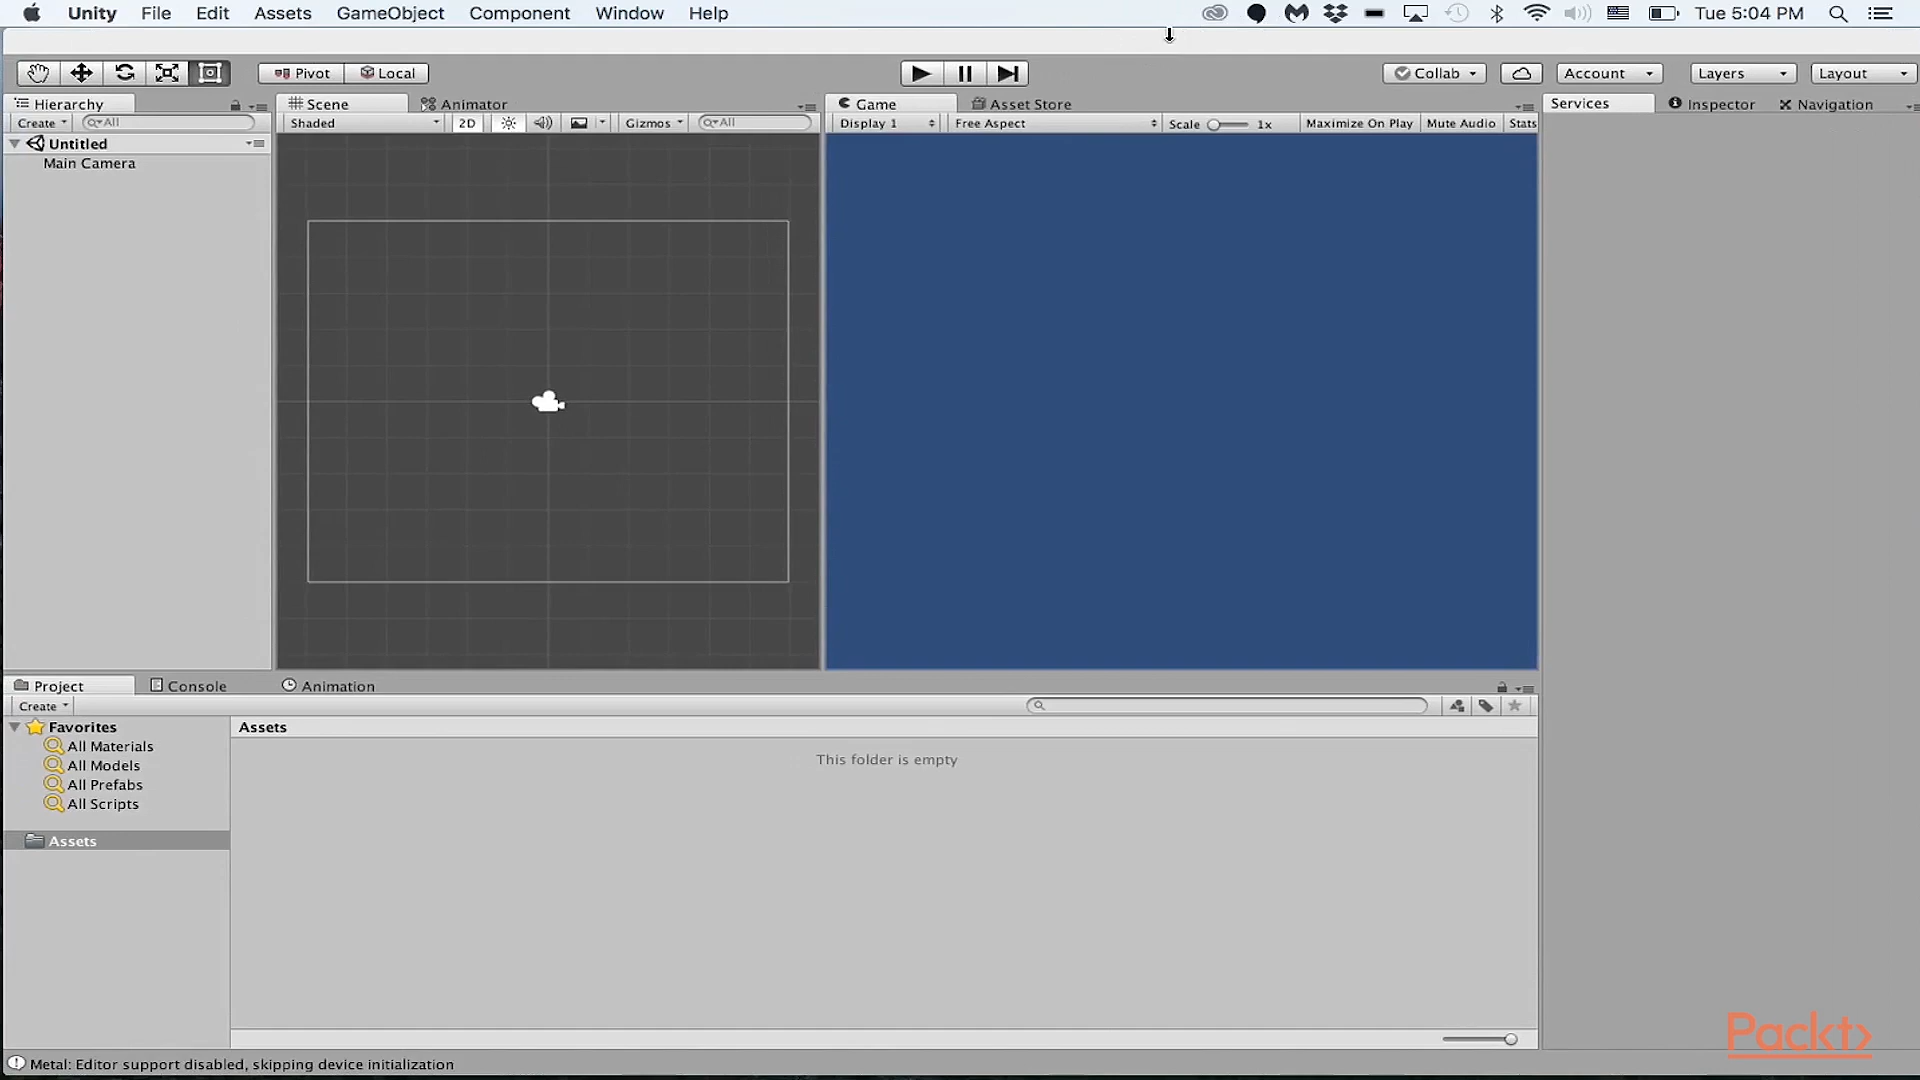 Unity File Edit Assets GameObject Component Window Help Tue 5:04 PM
Pivot Local Collab Account Layers Layout
Hierarchy Scene Animator Game Asset Store Services Inspector Navigation
Create All Shaded 2D Gizmos All Display 1 Free Aspect Scale 1x Maximize On Play Mute Audio Stats
Untitled
Main Camera
Project Console Animation
Create
Favorites Assets
All Materials
This folder is empty
All Models
All Prefabs
All Scripts
Assets
Packt>
Metal: Editor support disabled, skipping device initialization